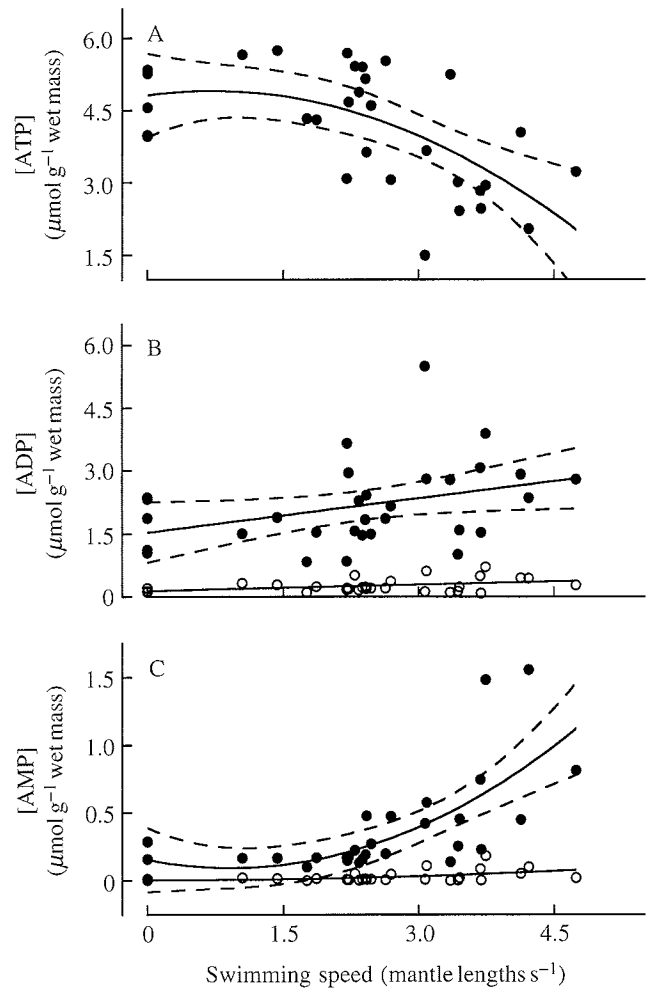 A
[ATP]
(μmol g⁻¹ wet mass)
6.0
4.5
3.0
1.5
B
[ADP]
(μmol g⁻¹ wet mass)
6.0
4.5
3.0
1.5
0
C
[AMP]
(μmol g⁻¹ wet mass)
1.5
1.0
0.5
0
0 1.5 3.0 4.5
Swimming speed (mantle lengths s⁻¹)